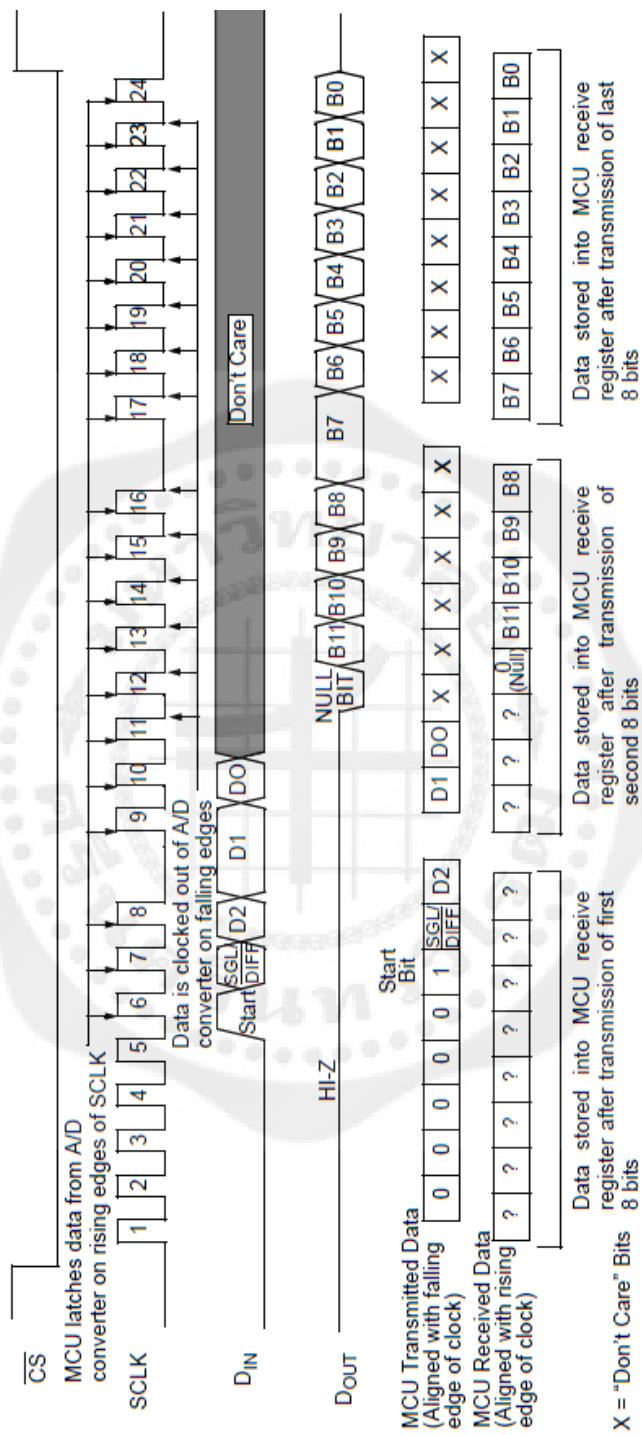 CS
MCU latches data from A/D
converter on rising edges of SCLK
SCLK
1 2 3 4 5 6 7 8 9 10 11 12 13 14 15 16 17 18 19 20 21 22 23 24
Data is clocked out of A/D
converter on falling edges
DIN
Start SGL/DIFF D2 D1 DO Don't Care
DOUT
HI-Z
NULL
BIT
B11 B10 B9 B8 B7 B6 B5 B4 B3 B2 B1 B0
Start
Bit
MCU Transmitted Data
(Aligned with falling
edge of clock)
0 0 0 0 0 1 SGL/DIFF D2 D1 DO X X X X X X X X X X X X X X
MCU Received Data
(Aligned with rising
edge of clock)
? ? ? ? ? ? ? ? ? ? ? 0 (Null) B11 B10 B9 B8 B7 B6 B5 B4 B3 B2 B1 B0
Data stored into MCU receive
register after transmission of first
8 bits
Data stored into MCU receive
register after transmission of
second 8 bits
Data stored into MCU receive
register after transmission of last
8 bits
X = "Don't Care" Bits